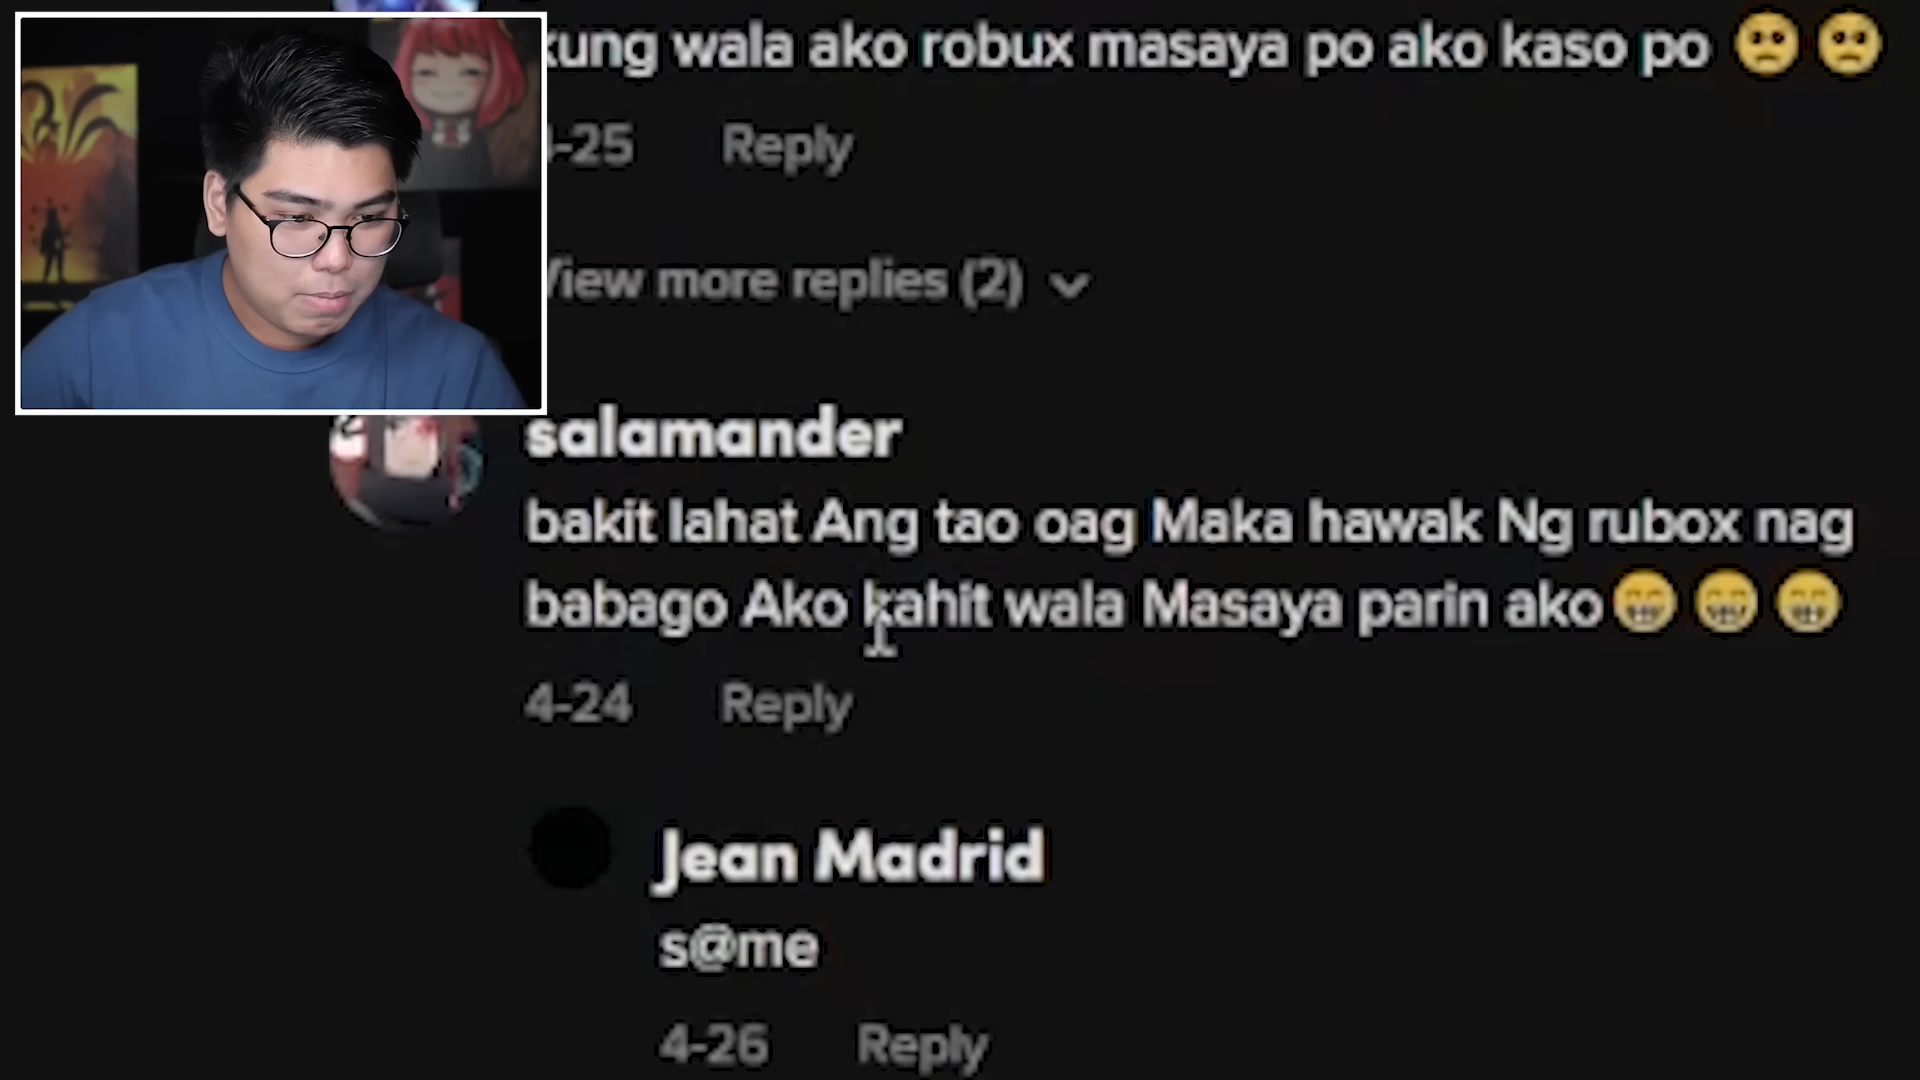 kung wala ako robux masaya po ako kaso po 🥺 🥺
4-25 Reply
View more replies (2)
salamander
bakit lahat Ang tao oag Maka hawak Ng rubox nag
babago Ako kahit wala Masaya parin ako😁😁😁
4-24 Reply
Jean Madrid
s@me
4-26 Reply